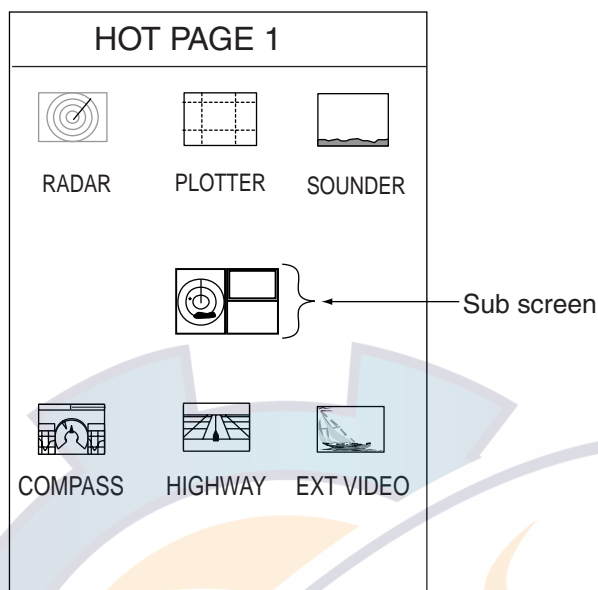 HOT PAGE 1
RADAR PLOTTER SOUNDER
Sub screen
COMPASS HIGHWAY EXT VIDEO